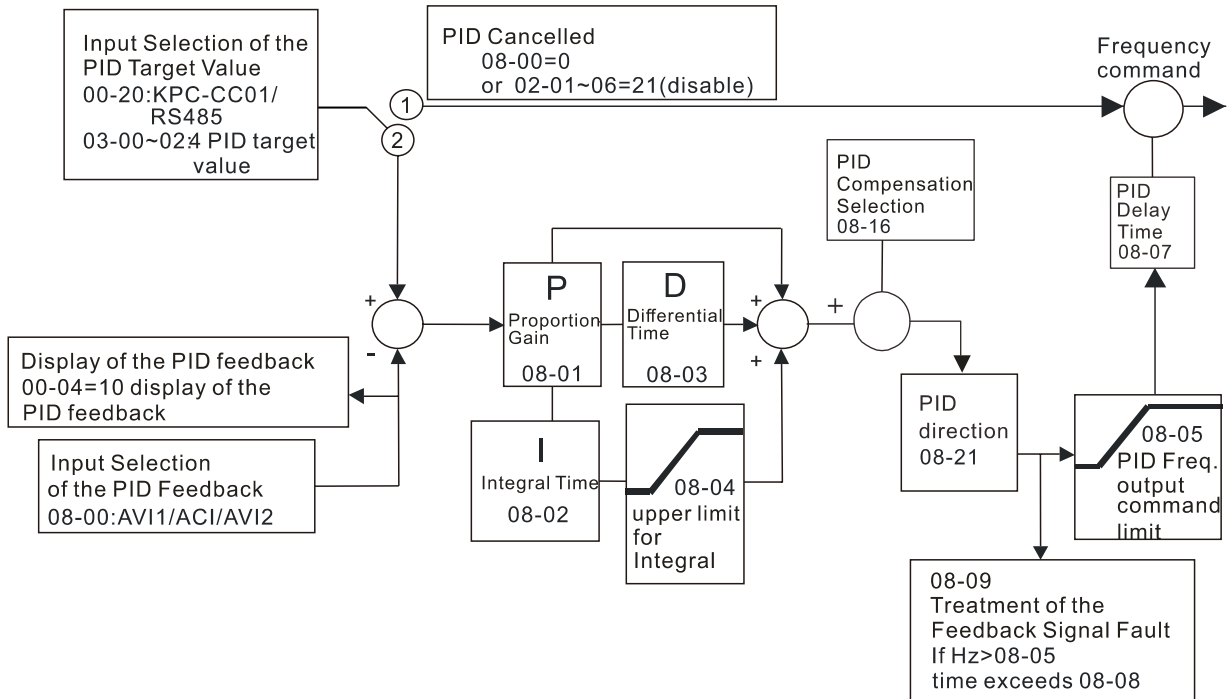 Input Selection of the
PID Target Value
00-20:KPC-CC01/
RS485
03-00~02:4 PID target
value
PID Cancelled
08-00=0
or 02-01~06=21(disable)
1
2
Frequency
command
PID
Compensation
Selection
08-16
PID
Delay
Time
08-07
+
-
P
Proportion
Gain
08-01
D
Differential
Time
08-03
+
+
+
Display of the PID feedback
00-04=10 display of the
PID feedback
Input Selection
of the PID Feedback
08-00:AVI1/ACI/AVI2
I
Integral Time
08-02
08-04
upper limit
for
Integral
PID
direction
08-21
08-05
PID Freq.
output
command
limit
08-09
Treatment of the
Feedback Signal Fault
If Hz>08-05
time exceeds 08-08